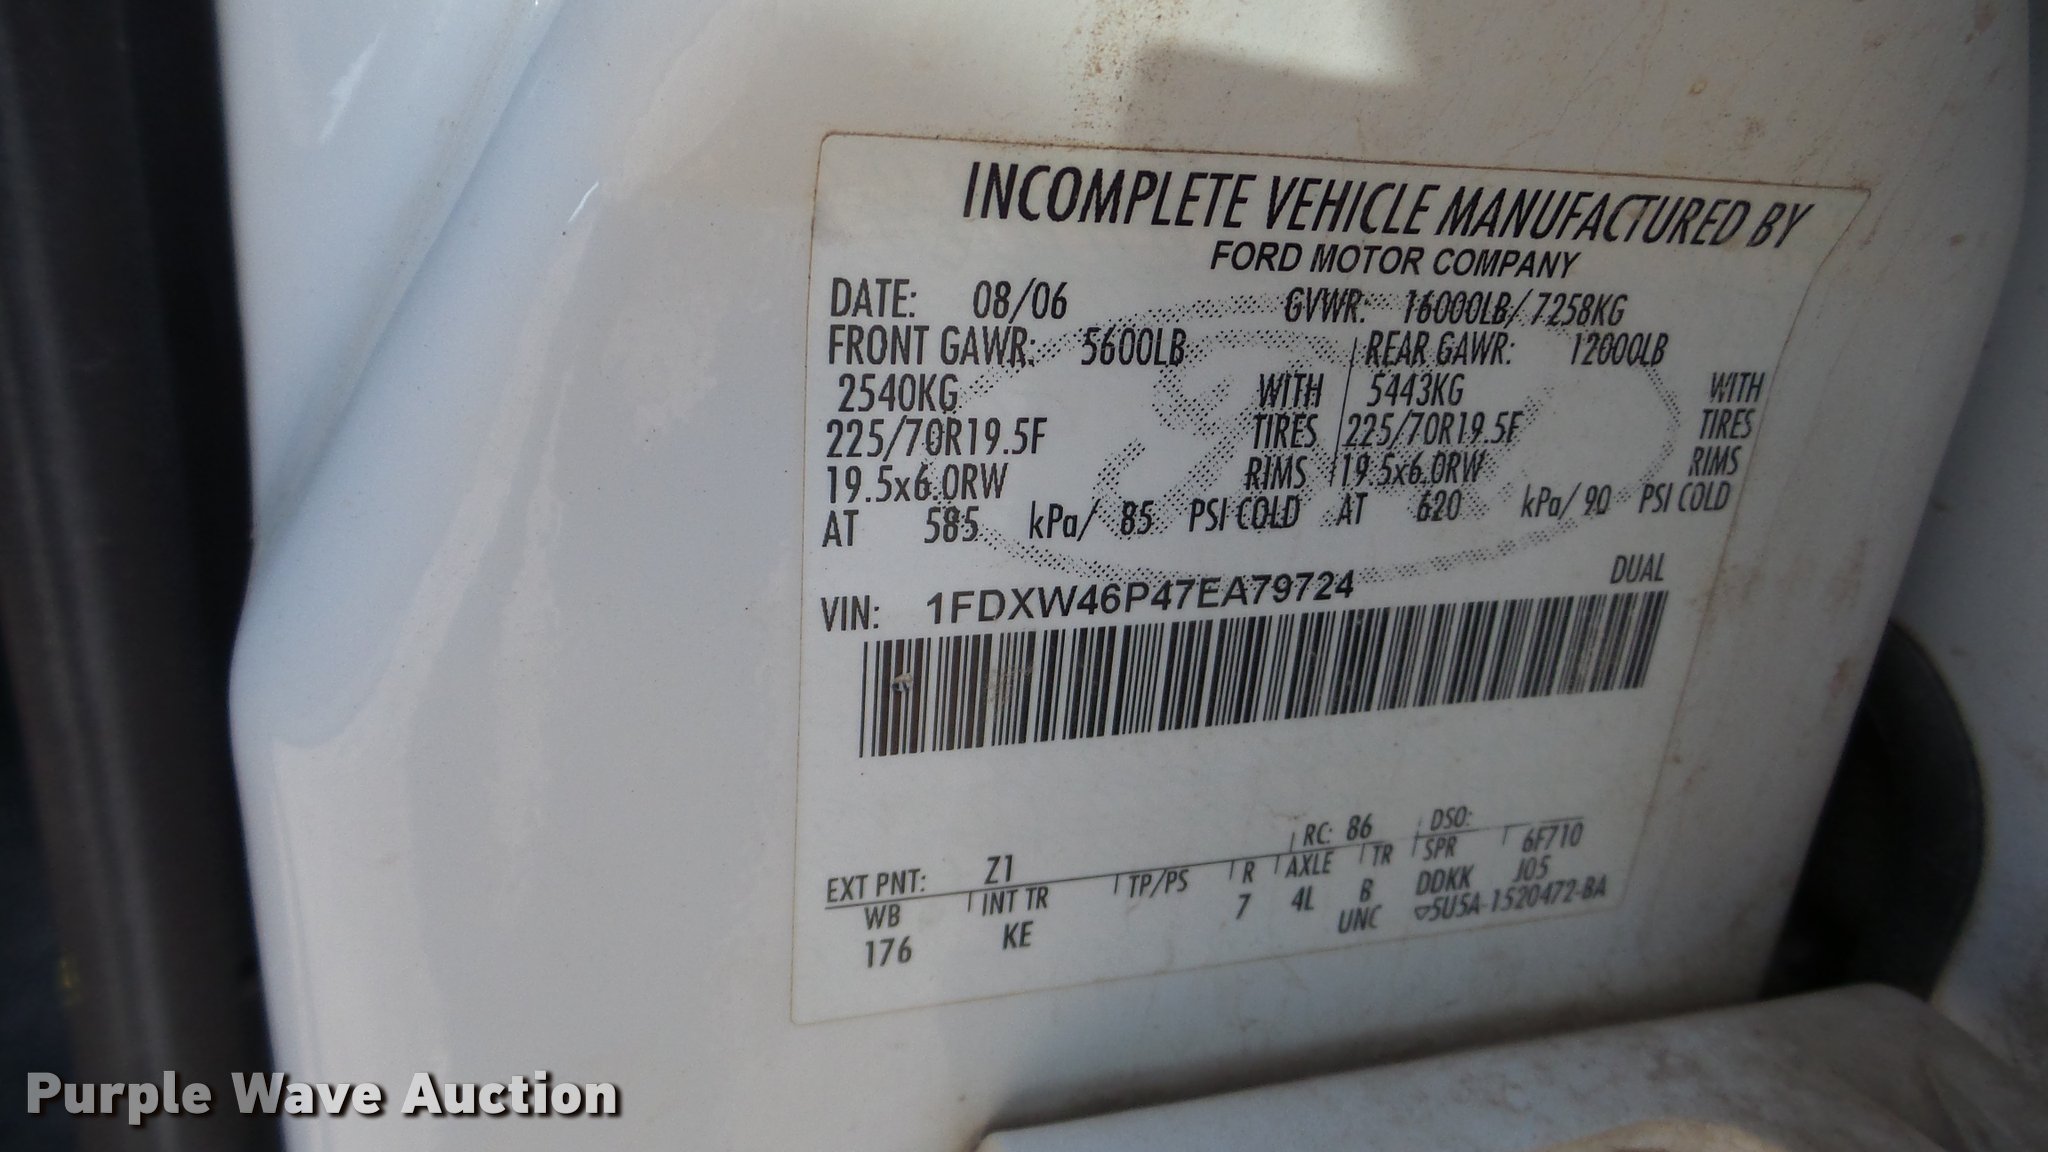 INCOMPLETE VEHICLE MANUFACTURED BY
FORD MOTOR COMPANY
DATE: 08/06 GVWR: 16000LB/ 7258KG
FRONT GAWR: 5600LB REAR GAWR: 12000LB
2540KG WITH 5443KG WITH
225/70R19.5F TIRES 225/70R19.5F TIRES
19.5x6.0RW RIMS 19.5x6.0RW RIMS
AT 585 kPa/ 85 PSI COLD AT 620 kPa/ 90 PSI COLD
VIN: 1FDXW46P47EA79724 DUAL
EXT PNT: Z1 RC: 86 DSO:
WB INT TR TP/PS R AXLE TR SPR 6F710
176 KE 7 4L B DDKK J05
UNC ▽5U5A-1520472-BA
Purple Wave Auction